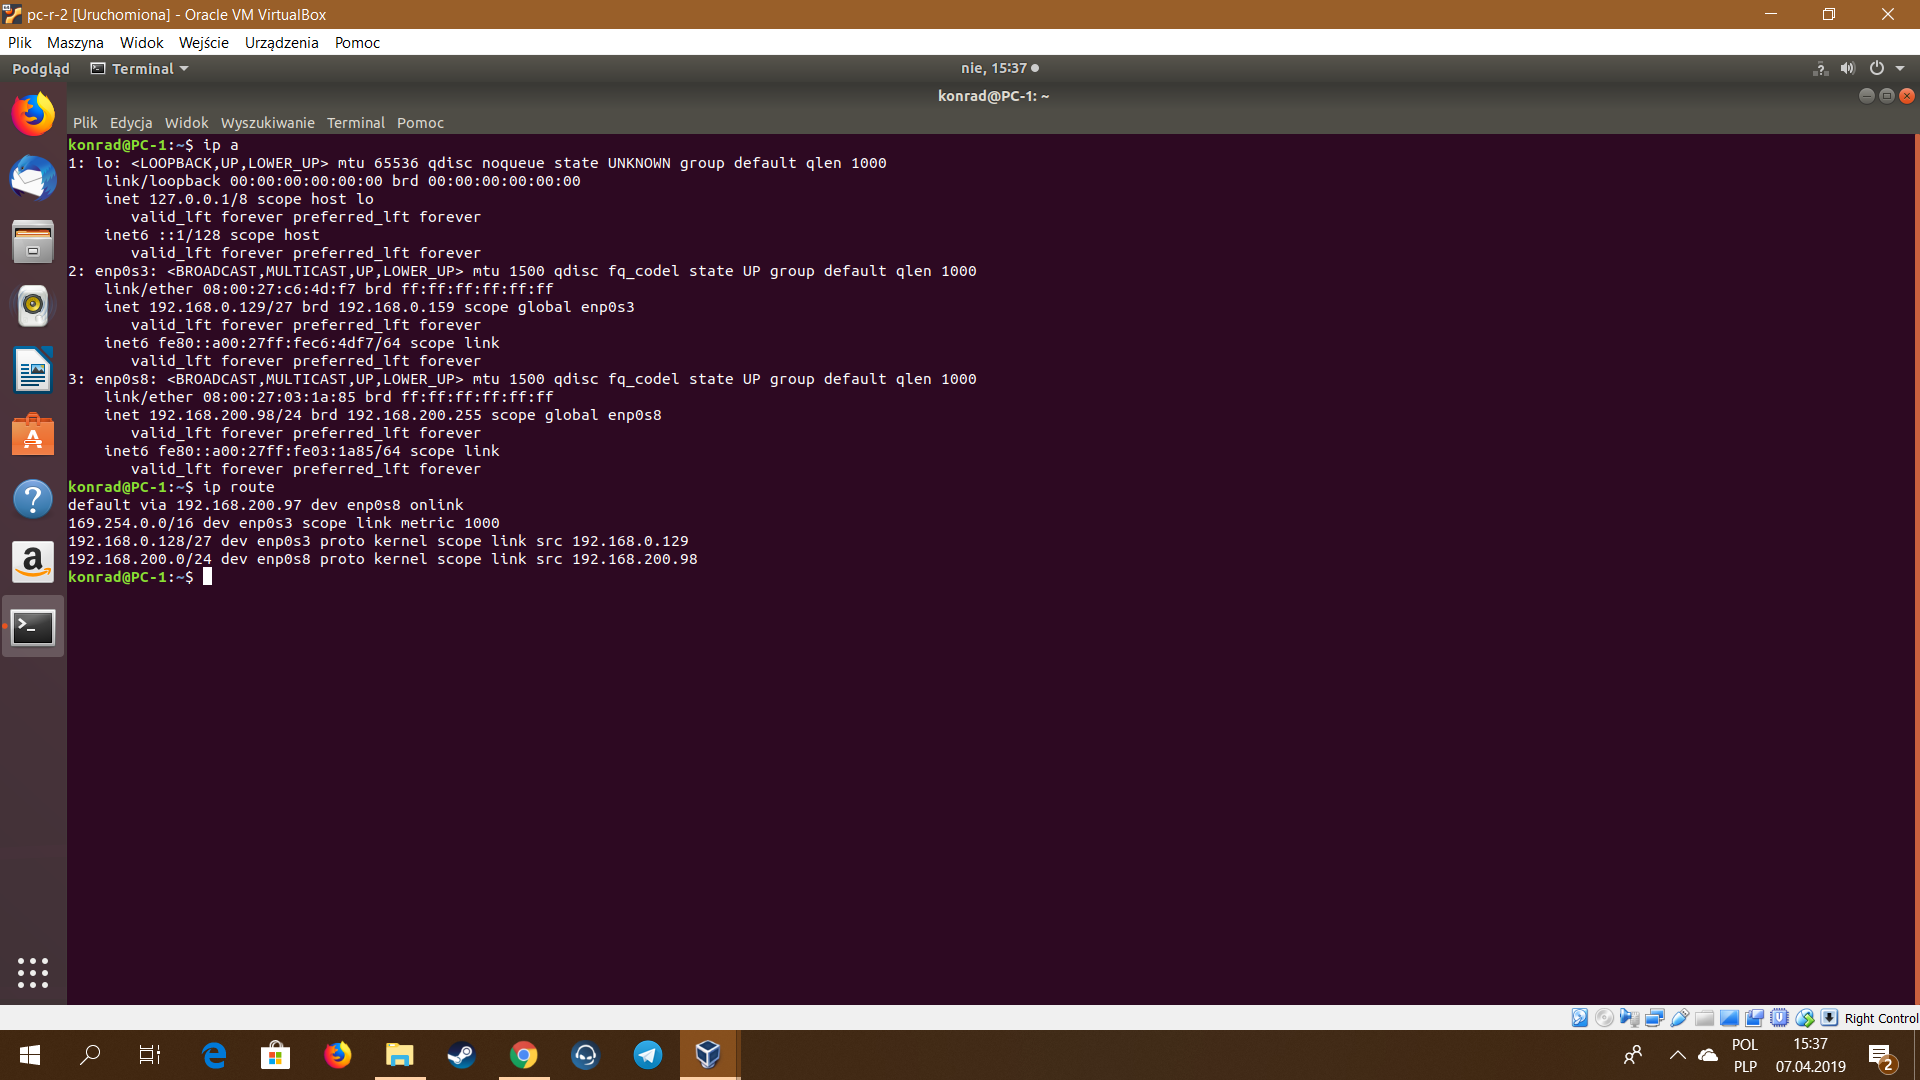 pc-r-2 [Uruchomiona] - Oracle VM VirtualBox
Plik Maszyna Widok Wejście Urządzenia Pomoc
Podgląd Terminal nie, 15:37
konrad@PC-1: ~
Plik Edycja Widok Wyszukiwanie Terminal Pomoc
konrad@PC-1:~$ ip a
1: lo: <LOOPBACK,UP,LOWER_UP> mtu 65536 qdisc noqueue state UNKNOWN group default qlen 1000
    link/loopback 00:00:00:00:00:00 brd 00:00:00:00:00:00
    inet 127.0.0.1/8 scope host lo
       valid_lft forever preferred_lft forever
    inet6 ::1/128 scope host
       valid_lft forever preferred_lft forever
2: enp0s3: <BROADCAST,MULTICAST,UP,LOWER_UP> mtu 1500 qdisc fq_codel state UP group default qlen 1000
    link/ether 08:00:27:c6:4d:f7 brd ff:ff:ff:ff:ff:ff
    inet 192.168.0.129/27 brd 192.168.0.159 scope global enp0s3
       valid_lft forever preferred_lft forever
    inet6 fe80::a00:27ff:fec6:4df7/64 scope link
       valid_lft forever preferred_lft forever
3: enp0s8: <BROADCAST,MULTICAST,UP,LOWER_UP> mtu 1500 qdisc fq_codel state UP group default qlen 1000
    link/ether 08:00:27:03:1a:85 brd ff:ff:ff:ff:ff:ff
    inet 192.168.200.98/24 brd 192.168.200.255 scope global enp0s8
       valid_lft forever preferred_lft forever
    inet6 fe80::a00:27ff:fe03:1a85/64 scope link
       valid_lft forever preferred_lft forever
konrad@PC-1:~$ ip route
default via 192.168.200.97 dev enp0s8 onlink
169.254.0.0/16 dev enp0s3 scope link metric 1000
192.168.0.128/27 dev enp0s3 proto kernel scope link src 192.168.0.129
192.168.200.0/24 dev enp0s8 proto kernel scope link src 192.168.200.98
konrad@PC-1:~$
Right Control
POL 15:37
PLP 07.04.2019 2